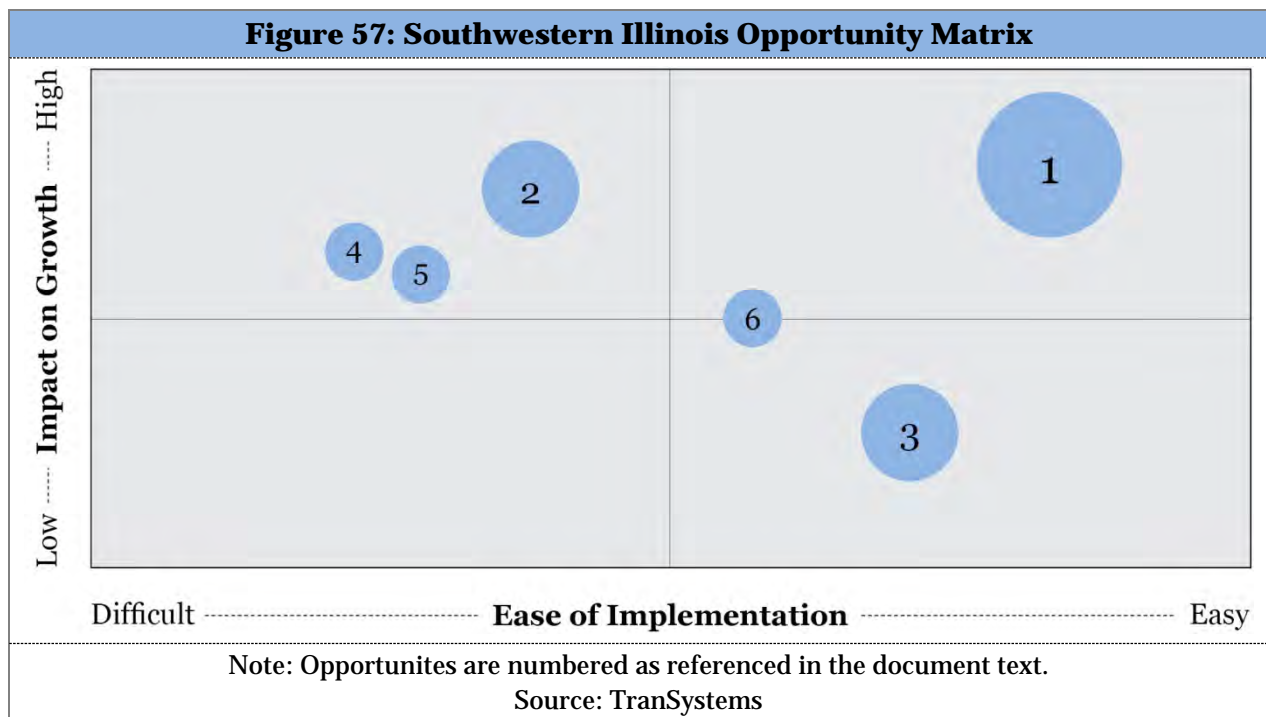 Figure 57: Southwestern Illinois Opportunity Matrix
High
Impact on Growth
Low
1
2
4
5
6
3
Difficult
Ease of Implementation
Easy
Note: Opportunites are numbered as referenced in the document text.
Source: TranSystems